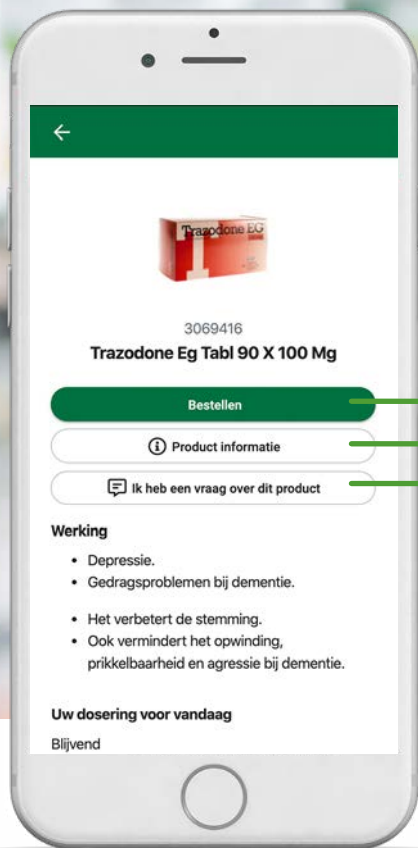 Trazodone EG
3069416
Trazodone Eg Tabl 90 X 100 Mg
Bestellen
Product informatie
Ik heb een vraag over dit product
Werking
• Depressie.
• Gedragsproblemen bij dementie.
• Het verbetert de stemming.
• Ook vermindert het opwinding,
prikkelbaarheid en agressie bij dementie.
Uw dosering voor vandaag
Blijvend